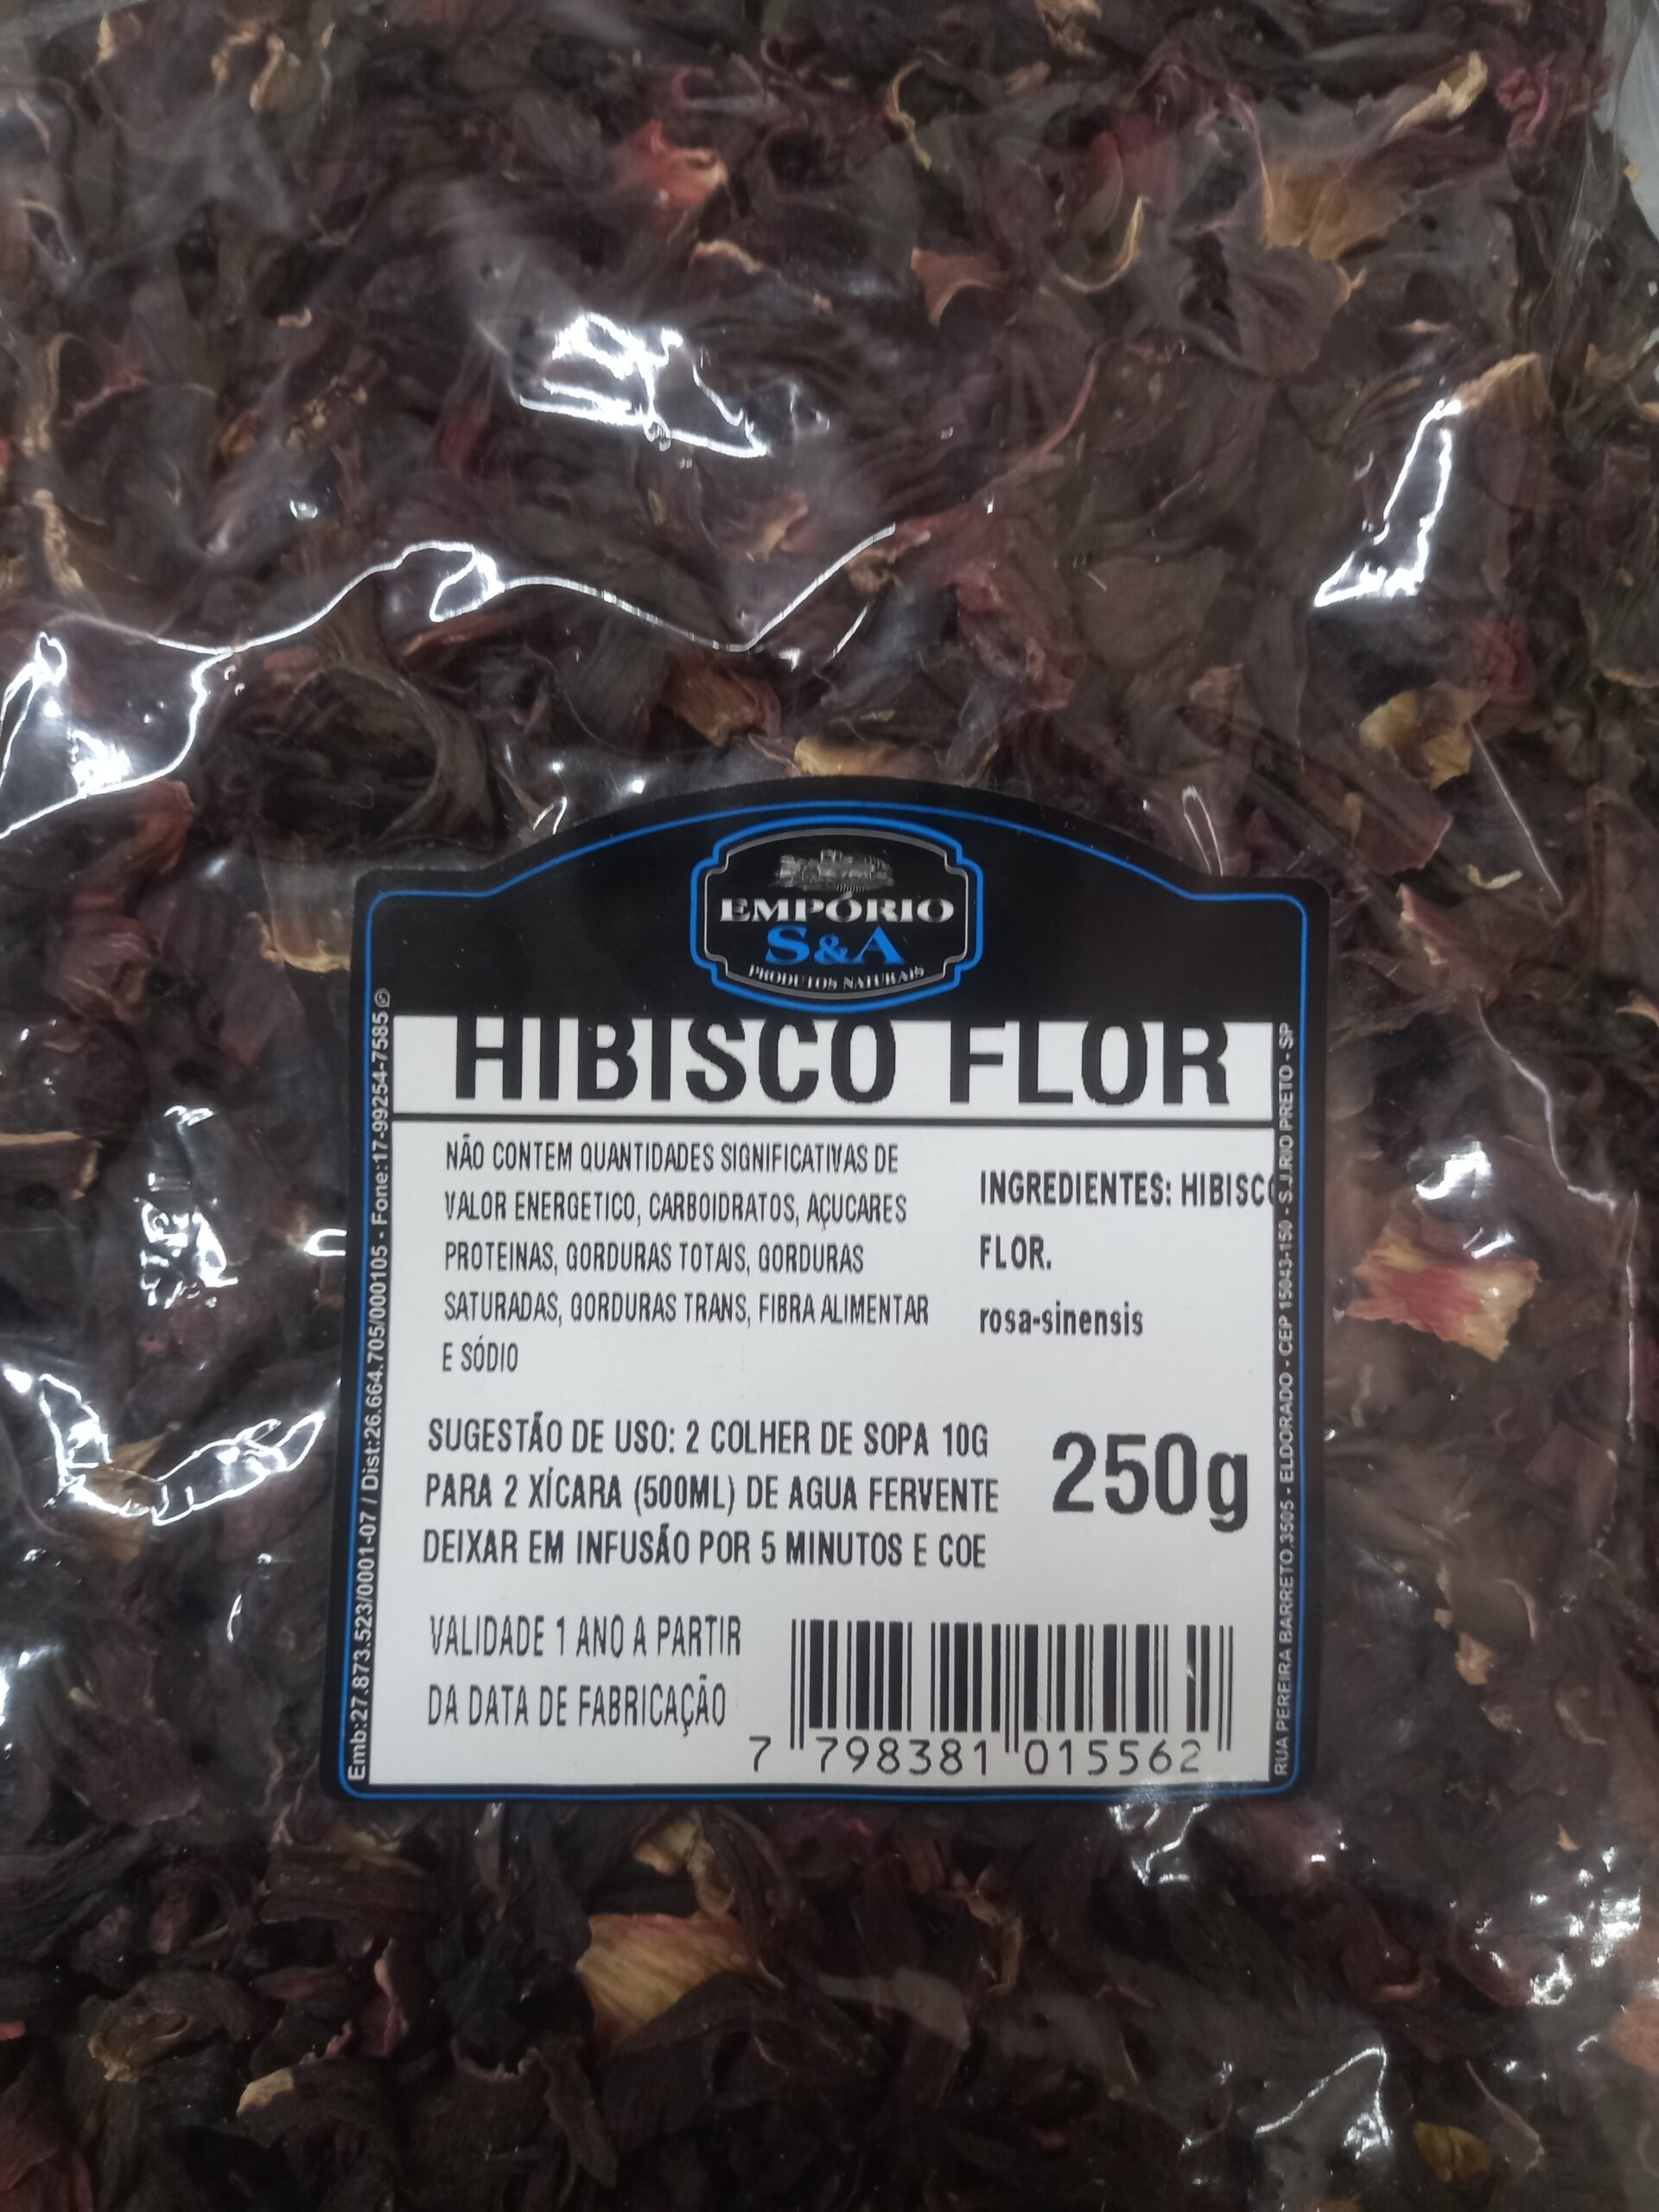 EMPÓRIO
S&A
PRODUTOS NATURAIS
HIBISCO FLOR
NÃO CONTEM QUANTIDADES SIGNIFICATIVAS DE
VALOR ENERGETICO, CARBOIDRATOS, AÇUCARES
PROTEINAS, GORDURAS TOTAIS, GORDURAS
SATURADAS, GORDURAS TRANS, FIBRA ALIMENTAR
E SÓDIO
INGREDIENTES: HIBISCO
FLOR.
rosa-sinensis
SUGESTÃO DE USO: 2 COLHER DE SOPA 10G
PARA 2 XÍCARA (500ML) DE AGUA FERVENTE
DEIXAR EM INFUSÃO POR 5 MINUTOS E COE
250g
VALIDADE 1 ANO A PARTIR
DA DATA DE FABRICAÇÃO
7 798381 015562
Emb:27.873.523/0001-07 / Dist:26.664.705/000105 - Fone:17-99254-7585
RUA PEREIRA BARRETO,3505 - ELDORADO - CEP 15043-150 - S.J.RIO PRETO - SP